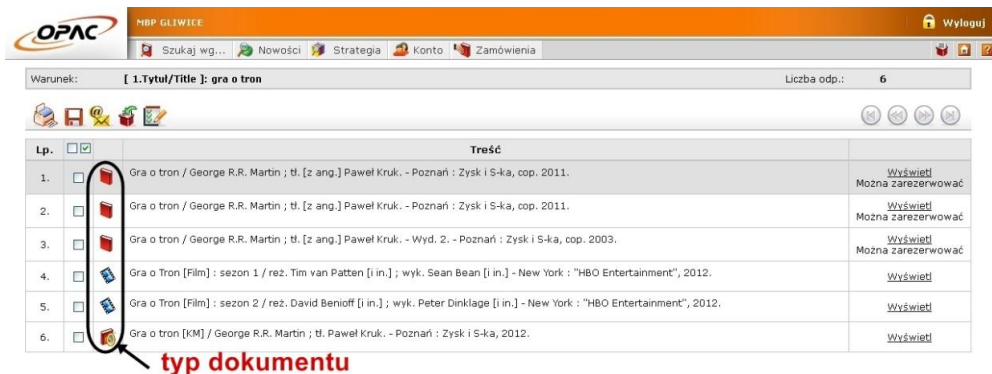 OPAC
MBP GLIWICE
Wyloguj
Szukaj wg... Nowości Strategia Konto Zamówienia
Warunek: [ 1.Tytuł/Title ]: gra o tron Liczba odp.: 6
Lp. Treść
1. Gra o tron / George R.R. Martin ; tł. [z ang.] Paweł Kruk. - Poznań : Zysk i S-ka, cop. 2011. Wyświetl
Można zarezerwować
2. Gra o tron / George R.R. Martin ; tł. [z ang.] Paweł Kruk. - Poznań : Zysk i S-ka, cop. 2011. Wyświetl
Można zarezerwować
3. Gra o tron / George R.R. Martin ; tł. [z ang.] Paweł Kruk. - Wyd. 2. - Poznań : Zysk i S-ka, cop. 2003. Wyświetl
Można zarezerwować
4. Gra o Tron [Film] : sezon 1 / reż. Tim van Patten [i in.] ; wyk. Sean Bean [i in.] - New York : "HBO Entertainment", 2012. Wyświetl
5. Gra o Tron [Film] : sezon 2 / reż. David Benioff [i in.] ; wyk. Peter Dinklage [i in.] - New York : "HBO Entertainment", 2012. Wyświetl
6. Gra o tron [KM] / George R.R. Martin ; tł. Paweł Kruk. - Poznań : Zysk i S-ka, 2012. Wyświetl
typ dokumentu